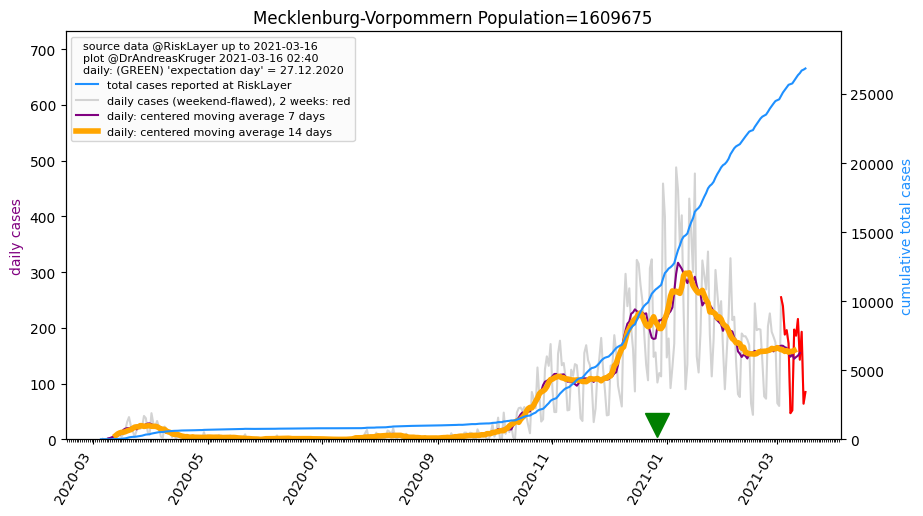 Mecklenburg-Vorpommern Population=1609675
source data @RiskLayer up to 2021-03-16
plot @DrAndreasKruger 2021-03-16 02:40
daily: (GREEN) 'expectation day' = 27.12.2020
total cases reported at RiskLayer
daily cases (weekend-flawed), 2 weeks: red
daily: centered moving average 7 days
daily: centered moving average 14 days
daily cases
700
600
500
400
300
200
100
0
cumulative total cases
25000
20000
15000
10000
5000
0
2020-03
2020-05
2020-07
2020-09
2020-11
2021-01
2021-03